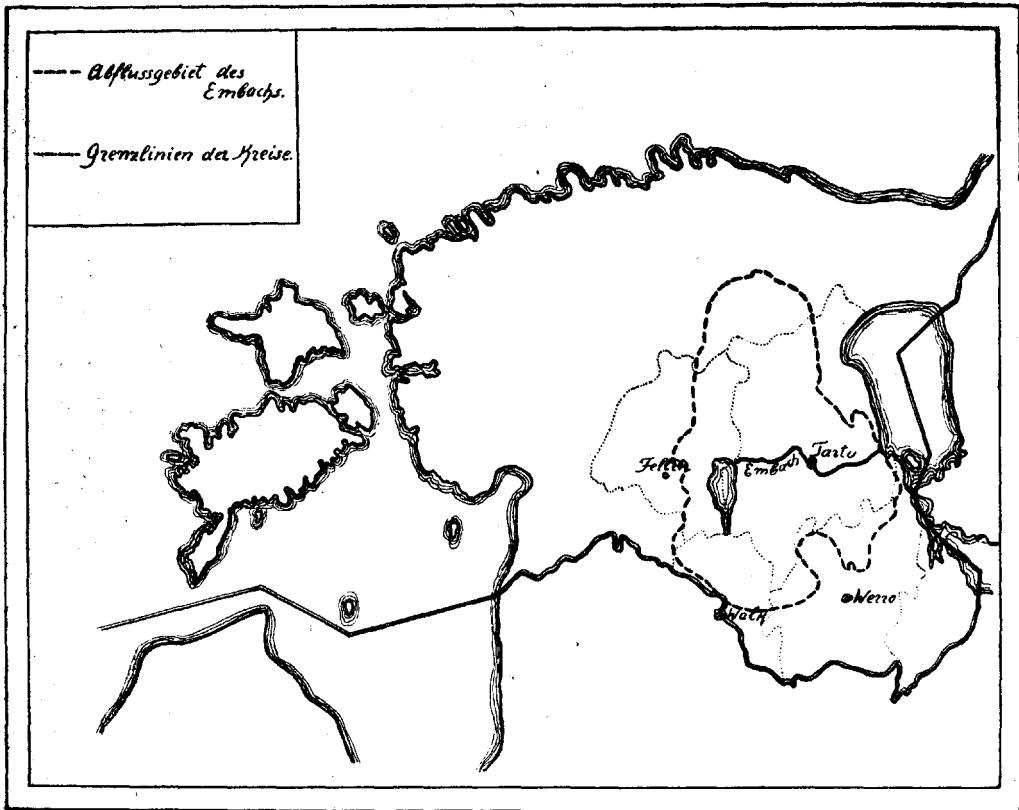 Abflussgebiet des
Embachs.
Grenzlinien der Kreise.
Fellin
Embach
Tartu
Walk
Werro